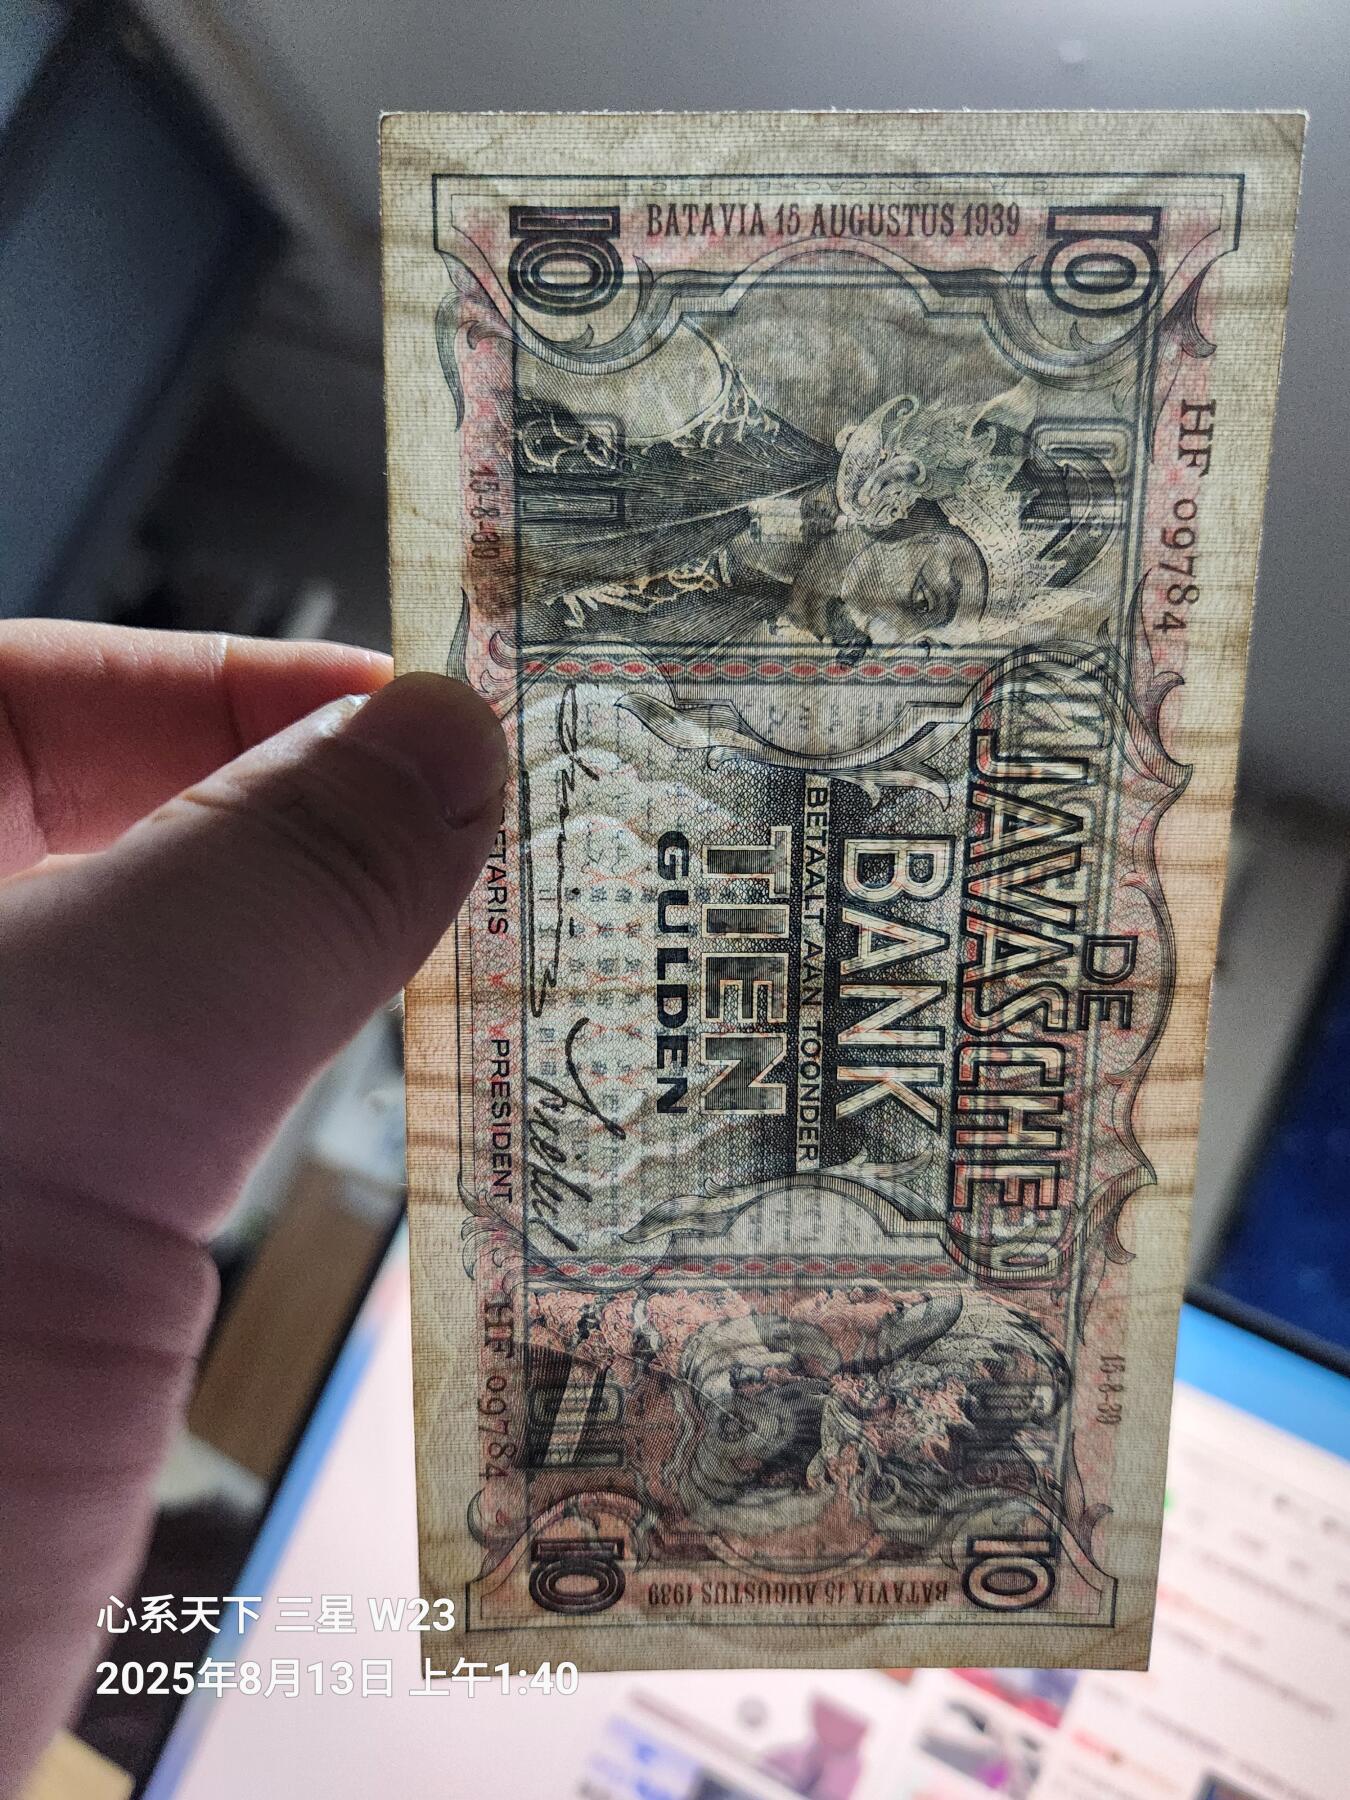 10 BATAVIA 15 AUGUSTUS 1939 10
HF 09784
15-8-39
DE
JAVASCHE
BANK
BETAALT AAN TOONDER
TIEN
GULDEN
ETARIS PRESIDENT
15-8-39
HF 09784
10 BATAVIA 15 AUGUSTUS 1939 10
心系天下 三星 W23
2025年8月13日 上午1:40